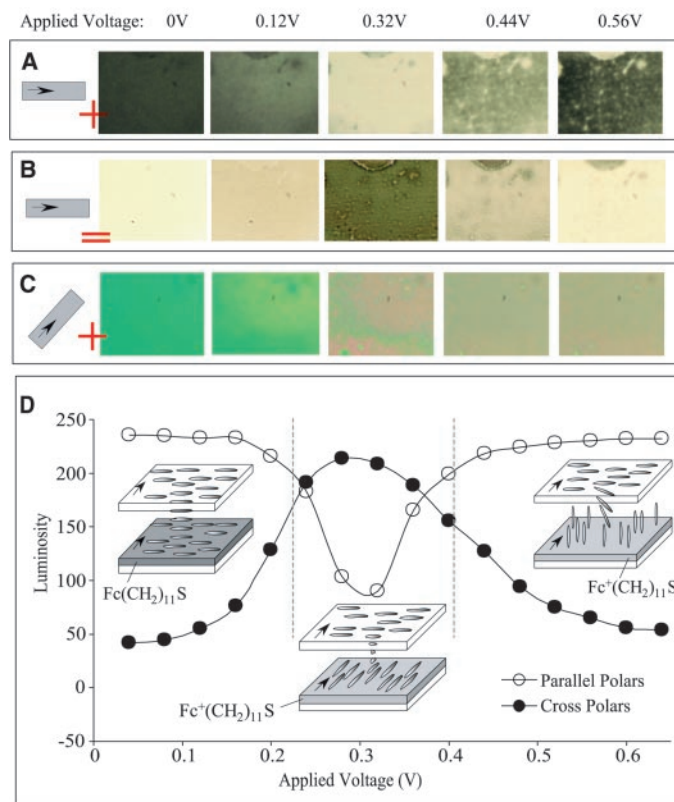 Applied Voltage: 0V 0.12V 0.32V 0.44V 0.56V
A
B
C
D
250
200
150
100
50
0
-50
Luminosity
Fc(CH2)11S
Fc+(CH2)11S
Fc+(CH2)11S
Parallel Polars
Cross Polars
0 0.1 0.2 0.3 0.4 0.5 0.6
Applied Voltage (V)